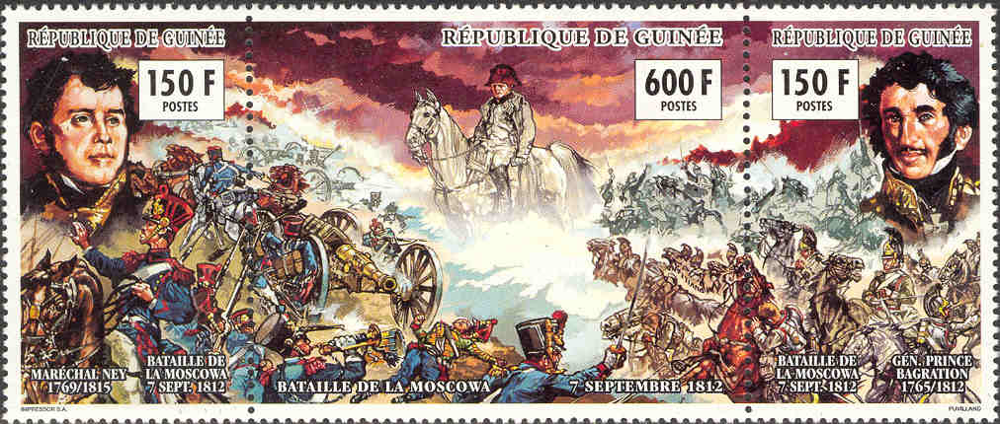 RÉPUBLIQUE DE GUINÉE
150 F
POSTES
MARÉCHAL NEY
1769/1815
BATAILLE DE
LA MOSCOWA
7 SEPT. 1812
IMPRESSOR S.A.
RÉPUBLIQUE DE GUINÉE
600 F
POSTES
BATAILLE DE LA MOSCOWA 7 SEPTEMBRE 1812
RÉPUBLIQUE DE GUINÉE
150 F
POSTES
BATAILLE DE
LA MOSCOWA
7 SEPT. 1812
GÉN. PRINCE
BAGRATION
1765/1812
PUVILLAND